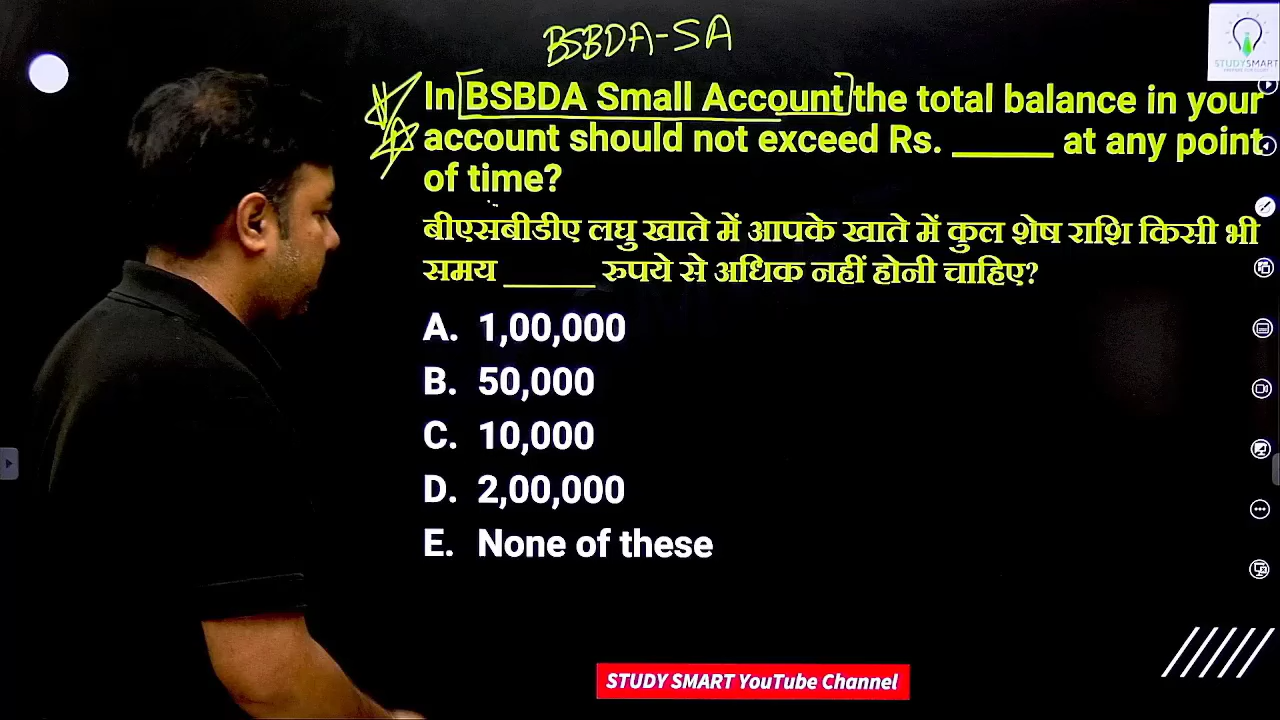 BSBDA-SA
STUDYSMART
In BSBDA Small Account the total balance in your
account should not exceed Rs. ______ at any point
of time?
बीएसबीडीए लघु खाते में आपके खाते में कुल शेष राशि किसी भी
समय ______ रुपये से अधिक नहीं होनी चाहिए?
A. 1,00,000
B. 50,000
C. 10,000
D. 2,00,000
E. None of these
STUDY SMART YouTube Channel